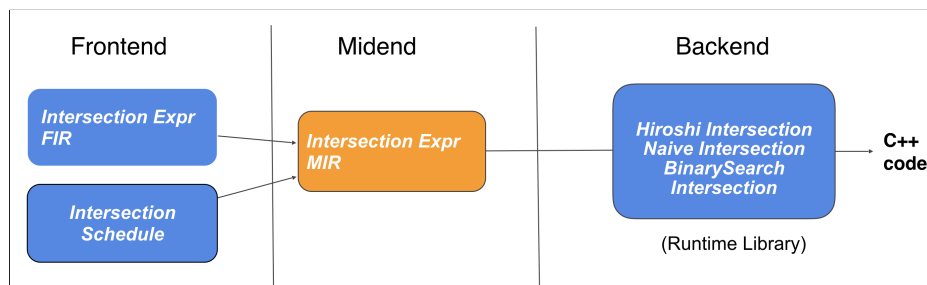 Frontend
Midend
Backend
Intersection Expr
FIR
Intersection
Schedule
Intersection Expr
MIR
Hiroshi Intersection
Naive Intersection
BinarySearch
Intersection
(Runtime Library)
C++
code